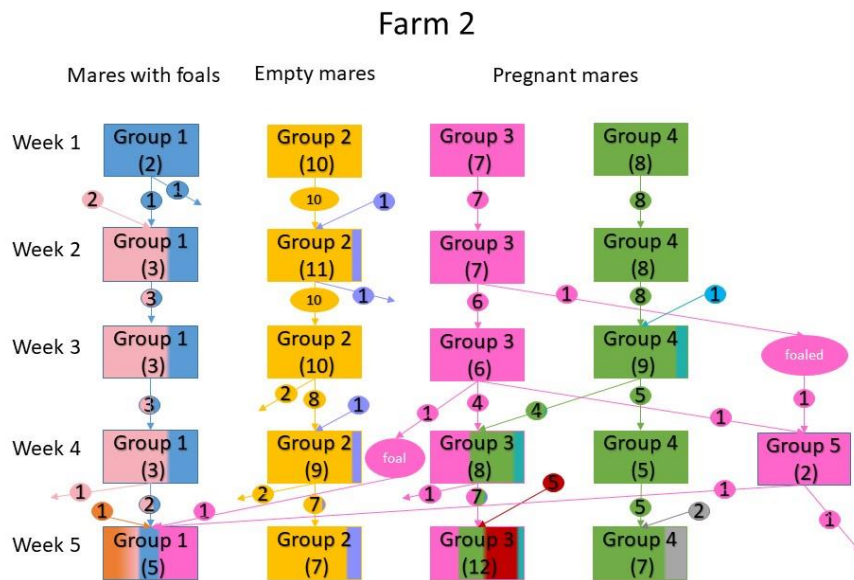 Farm 2
Mares with foals Empty mares Pregnant mares
Week 1 Group 1 Group 2 Group 3 Group 4
(2) (10) (7) (8)
2 1 1 10 1 7 8
Week 2 Group 1 Group 2 Group 3 Group 4
(3) (11) (7) (8)
3 10 1 6 8 1 1
Week 3 Group 1 Group 2 Group 3 Group 4 foaled
(3) (10) (6) (9)
3 2 8 1 1 4 4 5 1 1
Week 4 Group 1 Group 2 foal Group 3 Group 4 Group 5
(3) (9) (8) (5) (2)
1 2 2 7 1 7 5 1
1 1 5 2 1
Week 5 Group 1 Group 2 Group 3 Group 4
(5) (7) (12) (7)